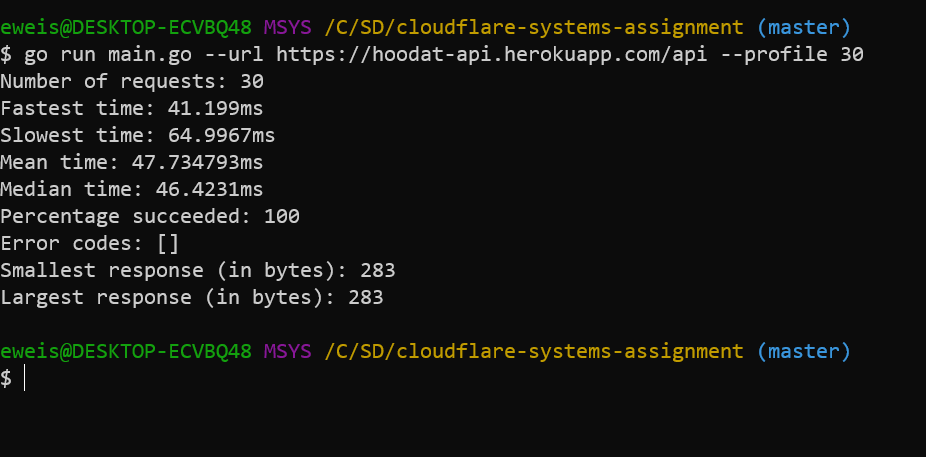 eweis@DESKTOP-ECVBQ48 MSYS /C/SD/cloudflare-systems-assignment (master)
$ go run main.go --url https://hoodat-api.herokuapp.com/api --profile 30
Number of requests: 30
Fastest time: 41.199ms
Slowest time: 64.9967ms
Mean time: 47.734793ms
Median time: 46.4231ms
Percentage succeeded: 100
Error codes: []
Smallest response (in bytes): 283
Largest response (in bytes): 283
eweis@DESKTOP-ECVBQ48 MSYS /C/SD/cloudflare-systems-assignment (master)
$